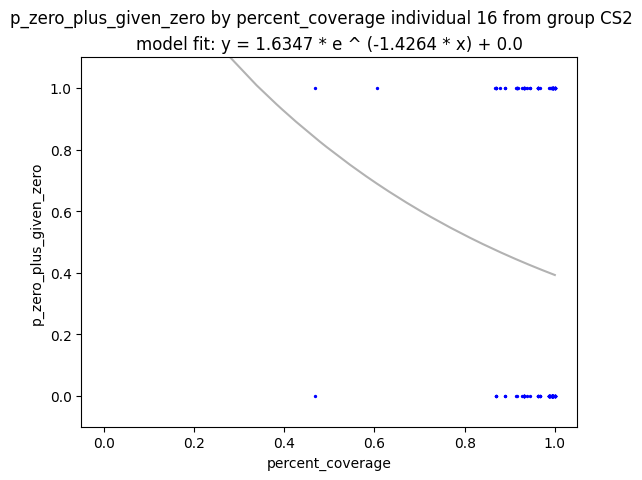 p_zero_plus_given_zero by percent_coverage individual 16 from group CS2
model fit: y = 1.6347 * e ^ (-1.4264 * x) + 0.0
1.0
0.8
0.6
0.4
0.2
0.0
p_zero_plus_given_zero
0.0 0.2 0.4 0.6 0.8 1.0
percent_coverage